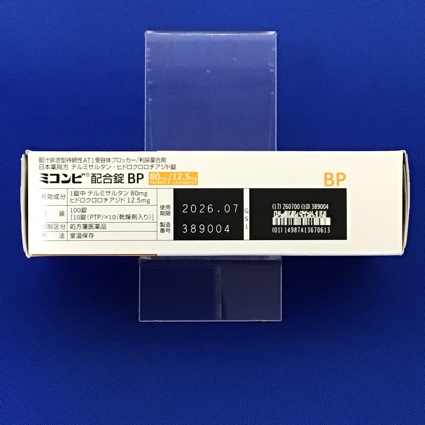 胆汁排泄型持続性AT1受容体ブロッカー/利尿薬合剤
日本薬局方 テルミサルタン・ヒドロクロロチアジド錠
ミコンビ®配合錠BP 80mg/12.5mg
BP
有効成分 1錠中 テルミサルタン 80mg
ヒドロクロロチアジド 12.5mg
包装 100錠
[10錠(PTP)×10(乾燥剤入り)]
規制区分 処方箋医薬品
貯法 室温保存
使用期限 2026.07
製造番号 389004
GS1
(17) 260700 (10) 389004
(01) 14987413670613